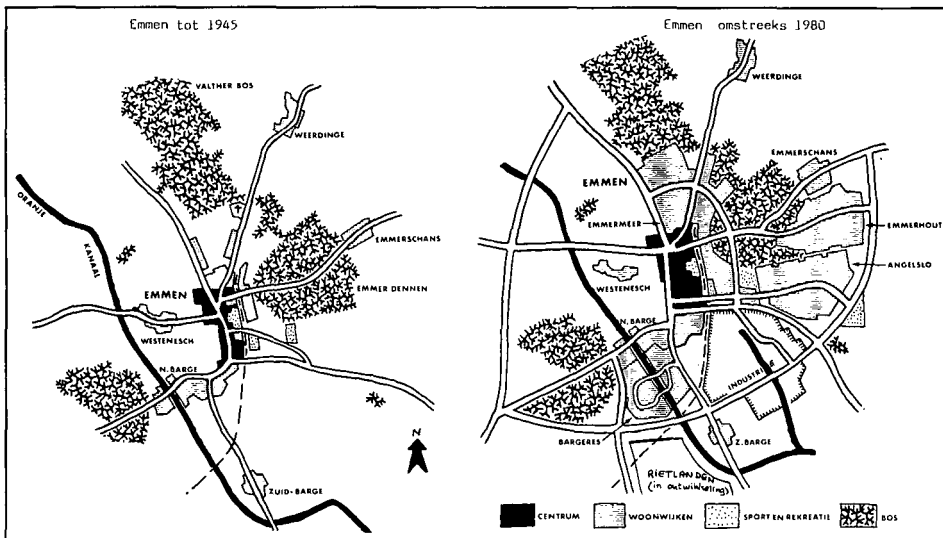 Emmen tot 1945
VALTHER BOS
WEERDINGE
ORANJE
KANAAL
EMMERSCHANS
EMMEN
EMMER DENNEN
WESTENESCH
N. BARGE
N
ZUID-BARGE
Emmen omstreeks 1980
WEERDINGE
EMMERSCHANS
EMMEN
EMMERMEER
EMMERHOUT
ANGELSLO
WESTENESCH
N. BARGE
INDUSTRIE
BARGERES
Z. BARGE
RIETLANDEN
(in ontwikkeling)
CENTRUM
WOONWIJKEN
SPORT EN REKREATIE
BOS